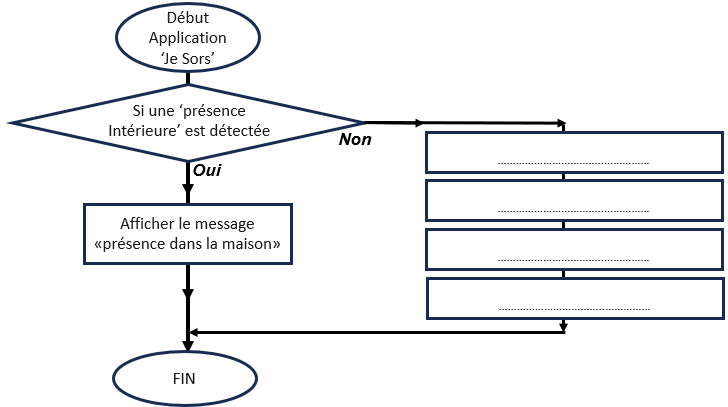 Début
Application
‘Je Sors’
Si une ‘présence
Intérieure’ est détectée
Non
Oui
Afficher le message
«présence dans la maison»
......................................................
......................................................
......................................................
......................................................
FIN